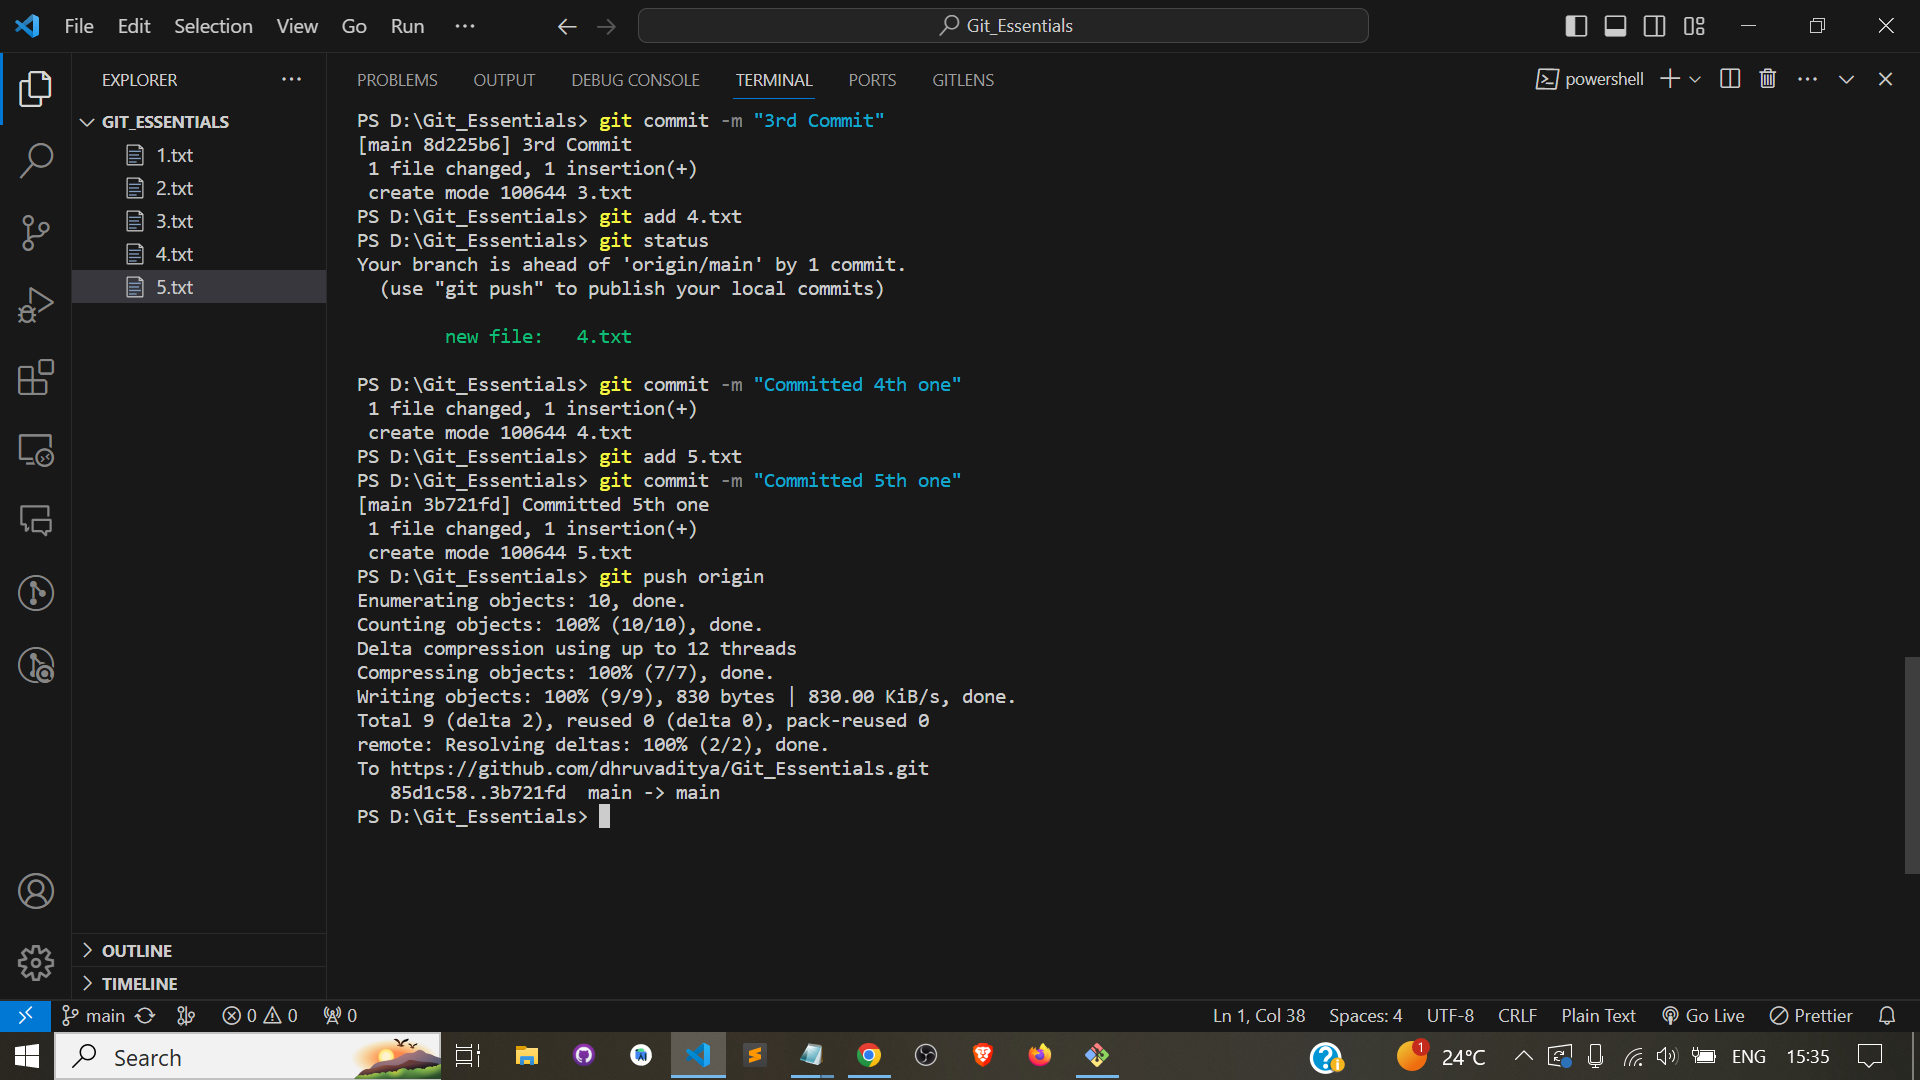 File Edit Selection View Go Run ···
Git_Essentials
EXPLORER
GIT_ESSENTIALS
1.txt
2.txt
3.txt
4.txt
5.txt
OUTLINE
TIMELINE
PROBLEMS OUTPUT DEBUG CONSOLE TERMINAL PORTS GITLENS
powershell
PS D:\Git_Essentials> git commit -m "3rd Commit"
[main 8d225b6] 3rd Commit
 1 file changed, 1 insertion(+)
 create mode 100644 3.txt
PS D:\Git_Essentials> git add 4.txt
PS D:\Git_Essentials> git status
Your branch is ahead of 'origin/main' by 1 commit.
  (use "git push" to publish your local commits)
        new file:   4.txt
PS D:\Git_Essentials> git commit -m "Committed 4th one"
 1 file changed, 1 insertion(+)
 create mode 100644 4.txt
PS D:\Git_Essentials> git add 5.txt
PS D:\Git_Essentials> git commit -m "Committed 5th one"
[main 3b721fd] Committed 5th one
 1 file changed, 1 insertion(+)
 create mode 100644 5.txt
PS D:\Git_Essentials> git push origin
Enumerating objects: 10, done.
Counting objects: 100% (10/10), done.
Delta compression using up to 12 threads
Compressing objects: 100% (7/7), done.
Writing objects: 100% (9/9), 830 bytes | 830.00 KiB/s, done.
Total 9 (delta 2), reused 0 (delta 0), pack-reused 0
remote: Resolving deltas: 100% (2/2), done.
To https://github.com/dhruvaditya/Git_Essentials.git
   85d1c58..3b721fd  main -> main
PS D:\Git_Essentials>
main 0 0 0 Ln 1, Col 38 Spaces: 4 UTF-8 CRLF Plain Text Go Live Prettier
Search 1 24°C ENG 15:35